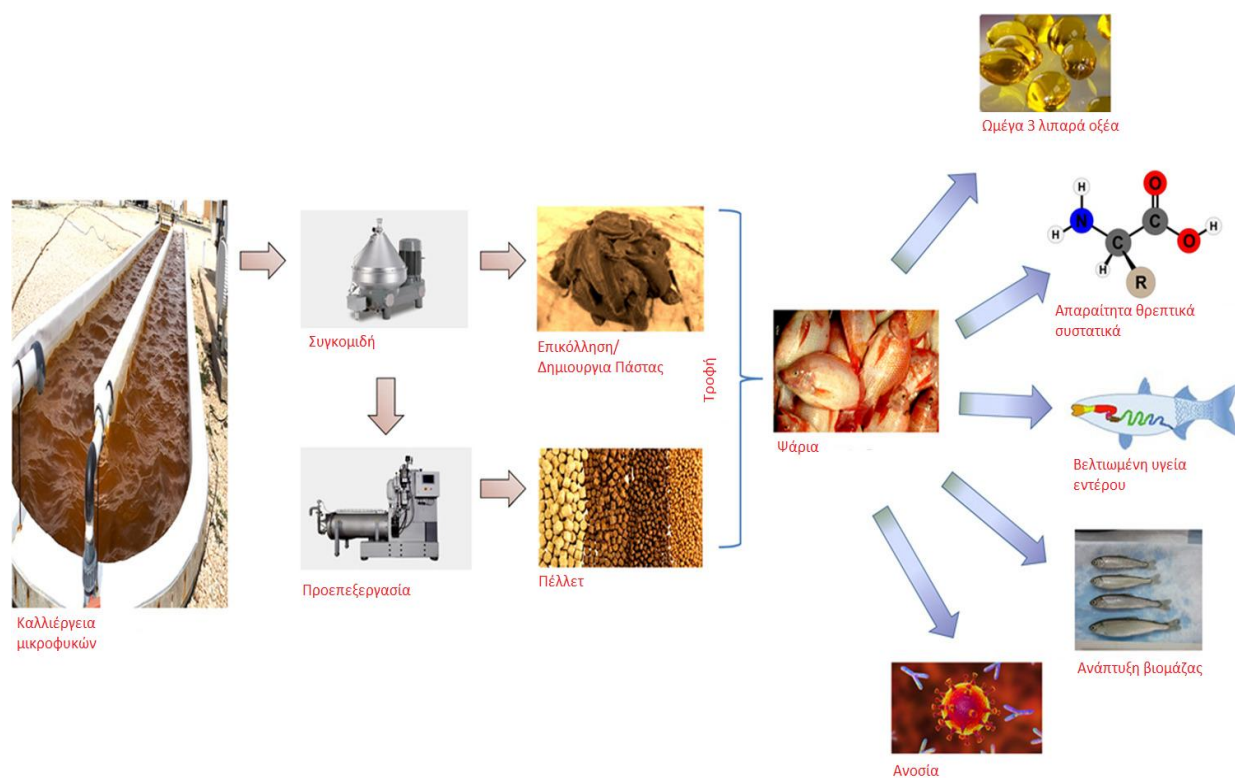 Ωμέγα 3 λιπαρά οξέα
H
H
N
H
C
R
C
O
O
H
Απαραίτητα θρεπτικά
συστατικά
Συγκομιδή
Επικόλληση/
Δημιουργια Πάστας
Τροφή
Ψάρια
Βελτιωμένη υγεία
εντέρου
Προεπεξεργασία
Πέλλετ
Καλλιέργεια
μικροφυκών
Ανάπτυξη βιομάζας
Ανοσία